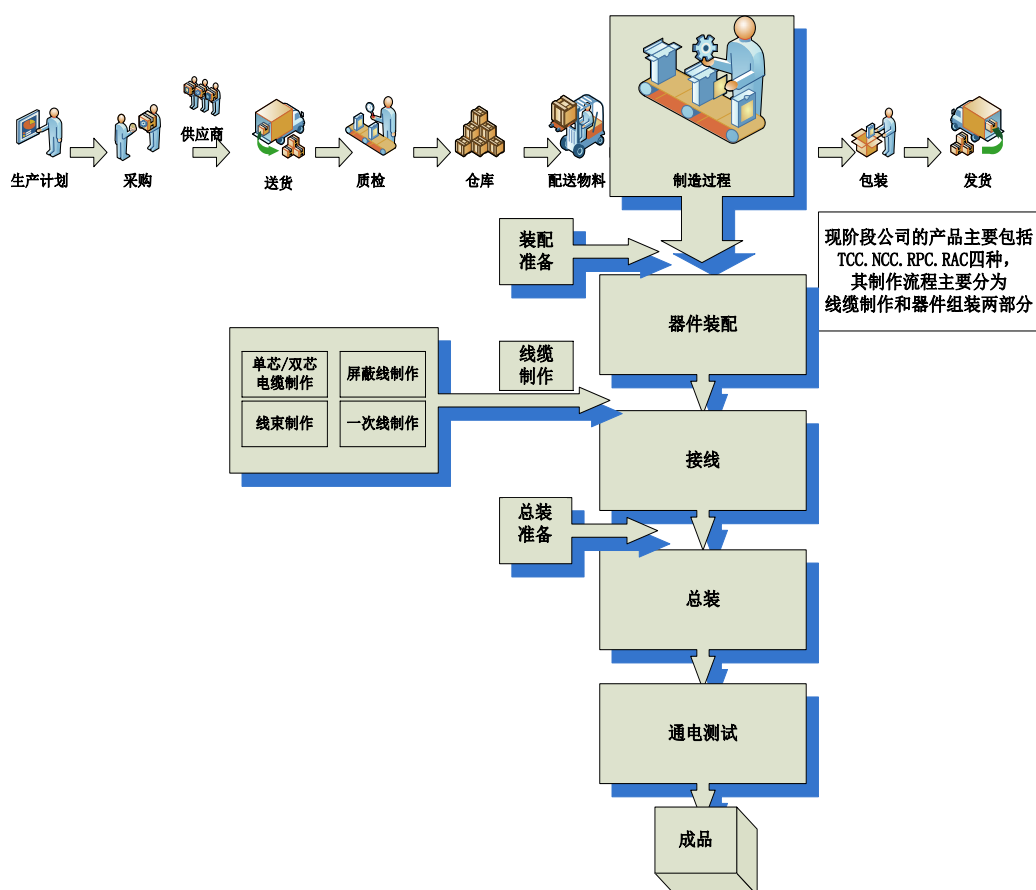 供应商
生产计划
采购
送货
质检
仓库
配送物料
制造过程
包装
发货
现阶段公司的产品主要包括
TCC.NCC.RPC.RAC四种，
其制作流程主要分为
线缆制作和器件组装两部分
装配
准备
器件装配
单芯/双芯
电缆制作
屏蔽线制作
线束制作
一次线制作
线缆
制作
接线
总装
准备
总装
通电测试
成品